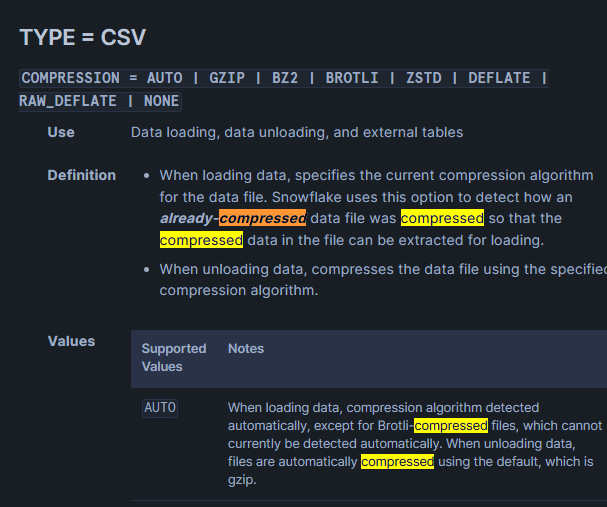 TYPE = CSV
COMPRESSION = AUTO | GZIP | BZ2 | BROTLI | ZSTD | DEFLATE |
RAW_DEFLATE | NONE
Use
Data loading, data unloading, and external tables
Definition
• When loading data, specifies the current compression algorithm
for the data file. Snowflake uses this option to detect how an
already-compressed data file was compressed so that the
compressed data in the file can be extracted for loading.
• When unloading data, compresses the data file using the specified
compression algorithm.
Values
Supported
Values
Notes
AUTO
When loading data, compression algorithm detected
automatically, except for Brotli-compressed files, which cannot
currently be detected automatically. When unloading data,
files are automatically compressed using the default, which is
gzip.